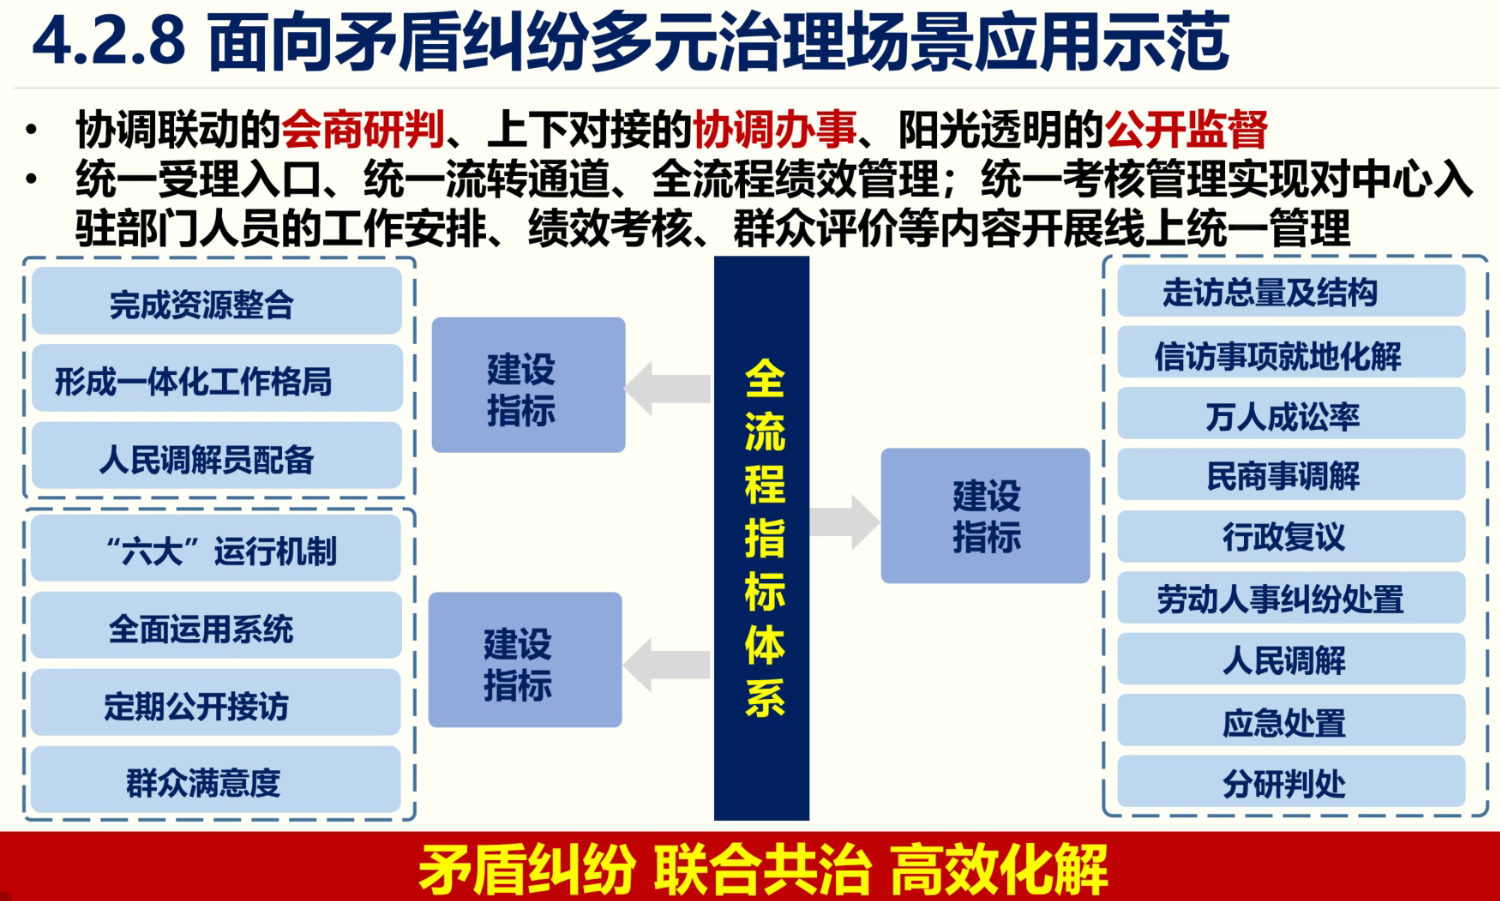 4.2.8 面向矛盾纠纷多元治理场景应用示范
• 协调联动的会商研判、上下对接的协调办事、阳光透明的公开监督
• 统一受理入口、统一流转通道、全流程绩效管理；统一考核管理实现对中心入
驻部门人员的工作安排、绩效考核、群众评价等内容开展线上统一管理
完成资源整合
形成一体化工作格局
人民调解员配备
建设
指标
“六大”运行机制
全面运用系统
定期公开接访
群众满意度
建设
指标
全
流
程
指
标
体
系
建设
指标
走访总量及结构
信访事项就地化解
万人成讼率
民商事调解
行政复议
劳动人事纠纷处置
人民调解
应急处置
分研判处
矛盾纠纷 联合共治 高效化解